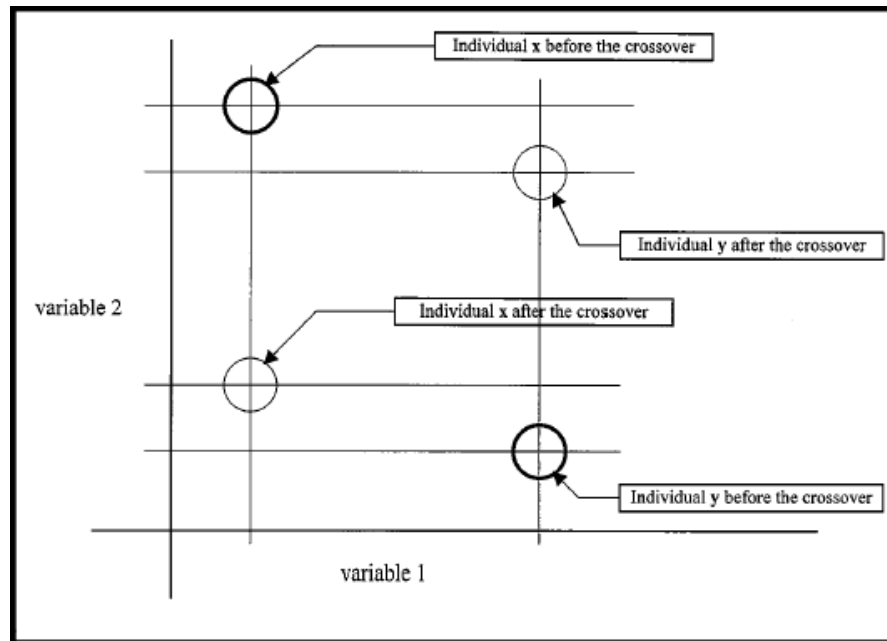 Individual x before the crossover
Individual y after the crossover
variable 2
Individual x after the crossover
Individual y before the crossover
variable 1